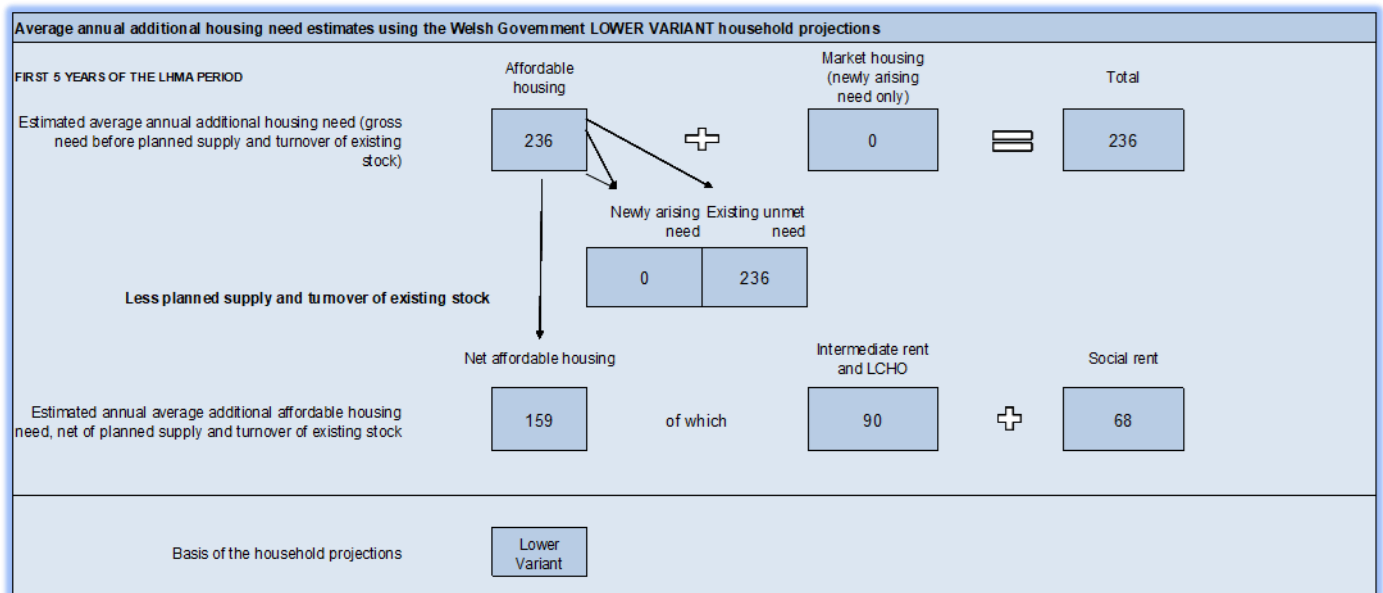 Average annual additional housing need estimates using the Welsh Government LOWER VARIANT household projections
FIRST 5 YEARS OF THE LHMA PERIOD
Affordable
housing
Market housing
(newly arising
need only)
Total
Estimated average annual additional housing need (gross
need before planned supply and turnover of existing
stock)
236
0
236
Newly arising
need
Existing unmet
need
0
236
Less planned supply and turnover of existing stock
Net affordable housing
Intermediate rent
and LCHO
Social rent
Estimated annual average additional affordable housing
need, net of planned supply and turnover of existing stock
159
of which
90
68
Basis of the household projections
Lower
Variant